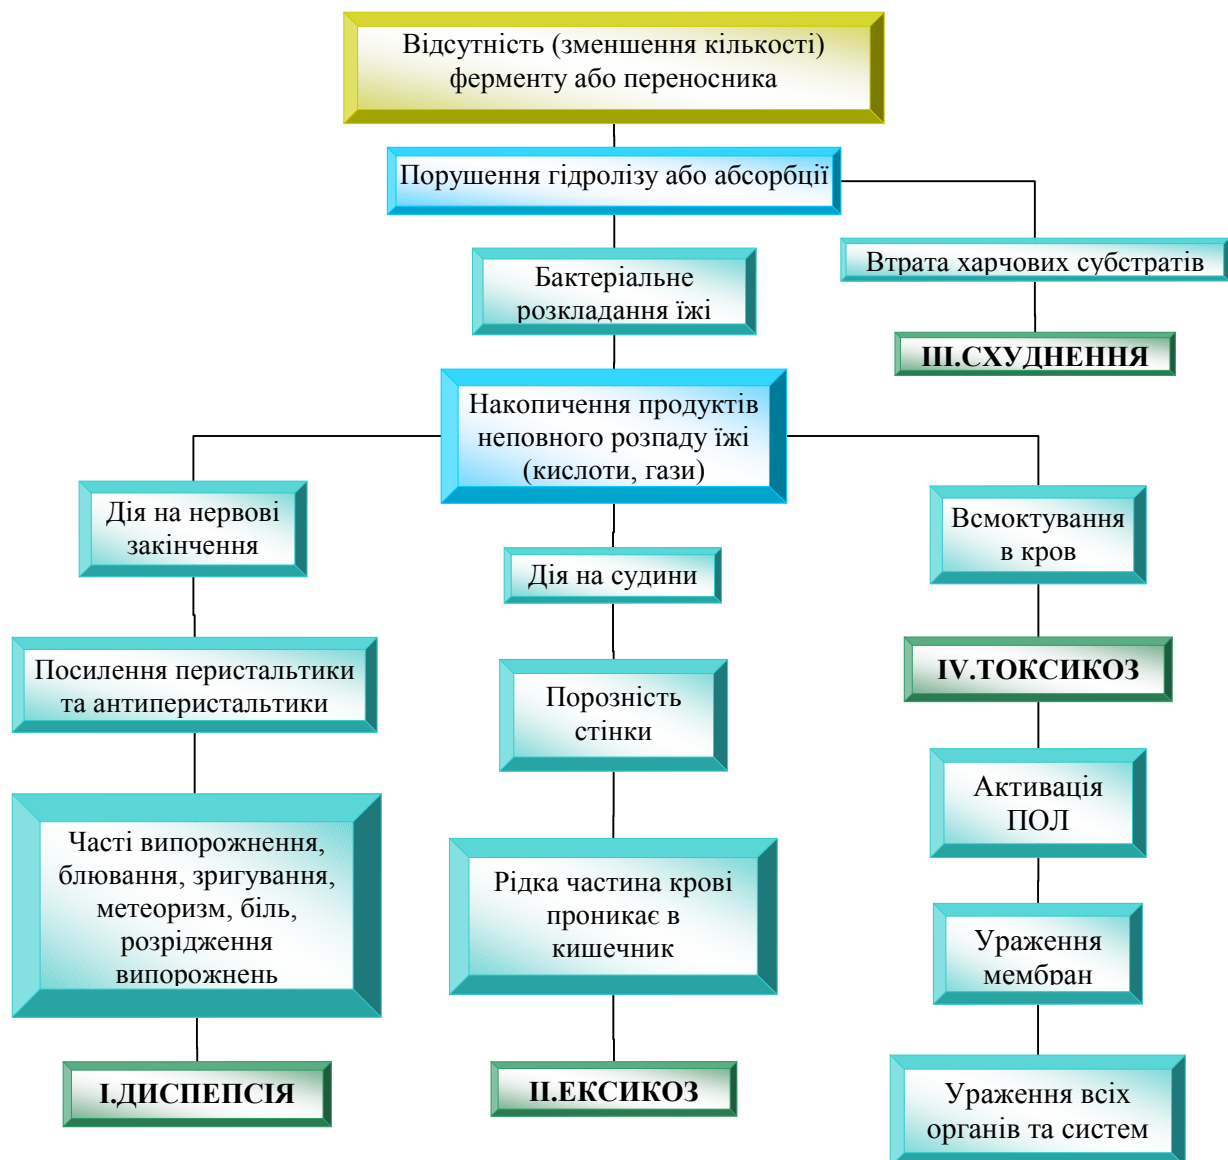 Відсутність (зменшення кількості)
ферменту або переносника
Порушення гідролізу або абсорбції
Втрата харчових субстратів
ІІІ.СХУДНЕННЯ
Бактеріальне
розкладання їжі
Накопичення продуктів
неповного розпаду їжі
(кислоти, гази)
Дія на нервові
закінчення
Посилення перистальтики
та антиперистальтики
Часті випорожнення,
блювання, зригування,
метеоризм, біль,
розрідження
випорожнень
І.ДИСПЕПСІЯ
Дія на судини
Порозність
стінки
Рідка частина крові
проникає в
кишечник
ІІ.ЕКСИКОЗ
Всмоктування
в кров
IV.ТОКСИКОЗ
Активація
ПОЛ
Ураження
мембран
Ураження всіх
органів та систем